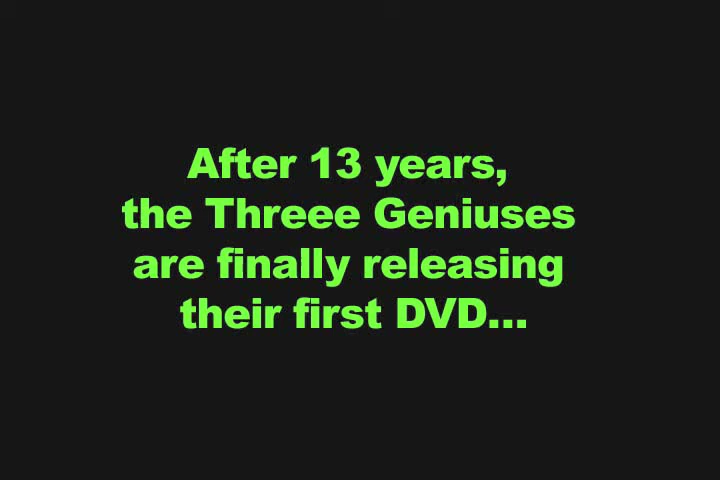 After 13 years,
the Threee Geniuses
are finally releasing
their first DVD...